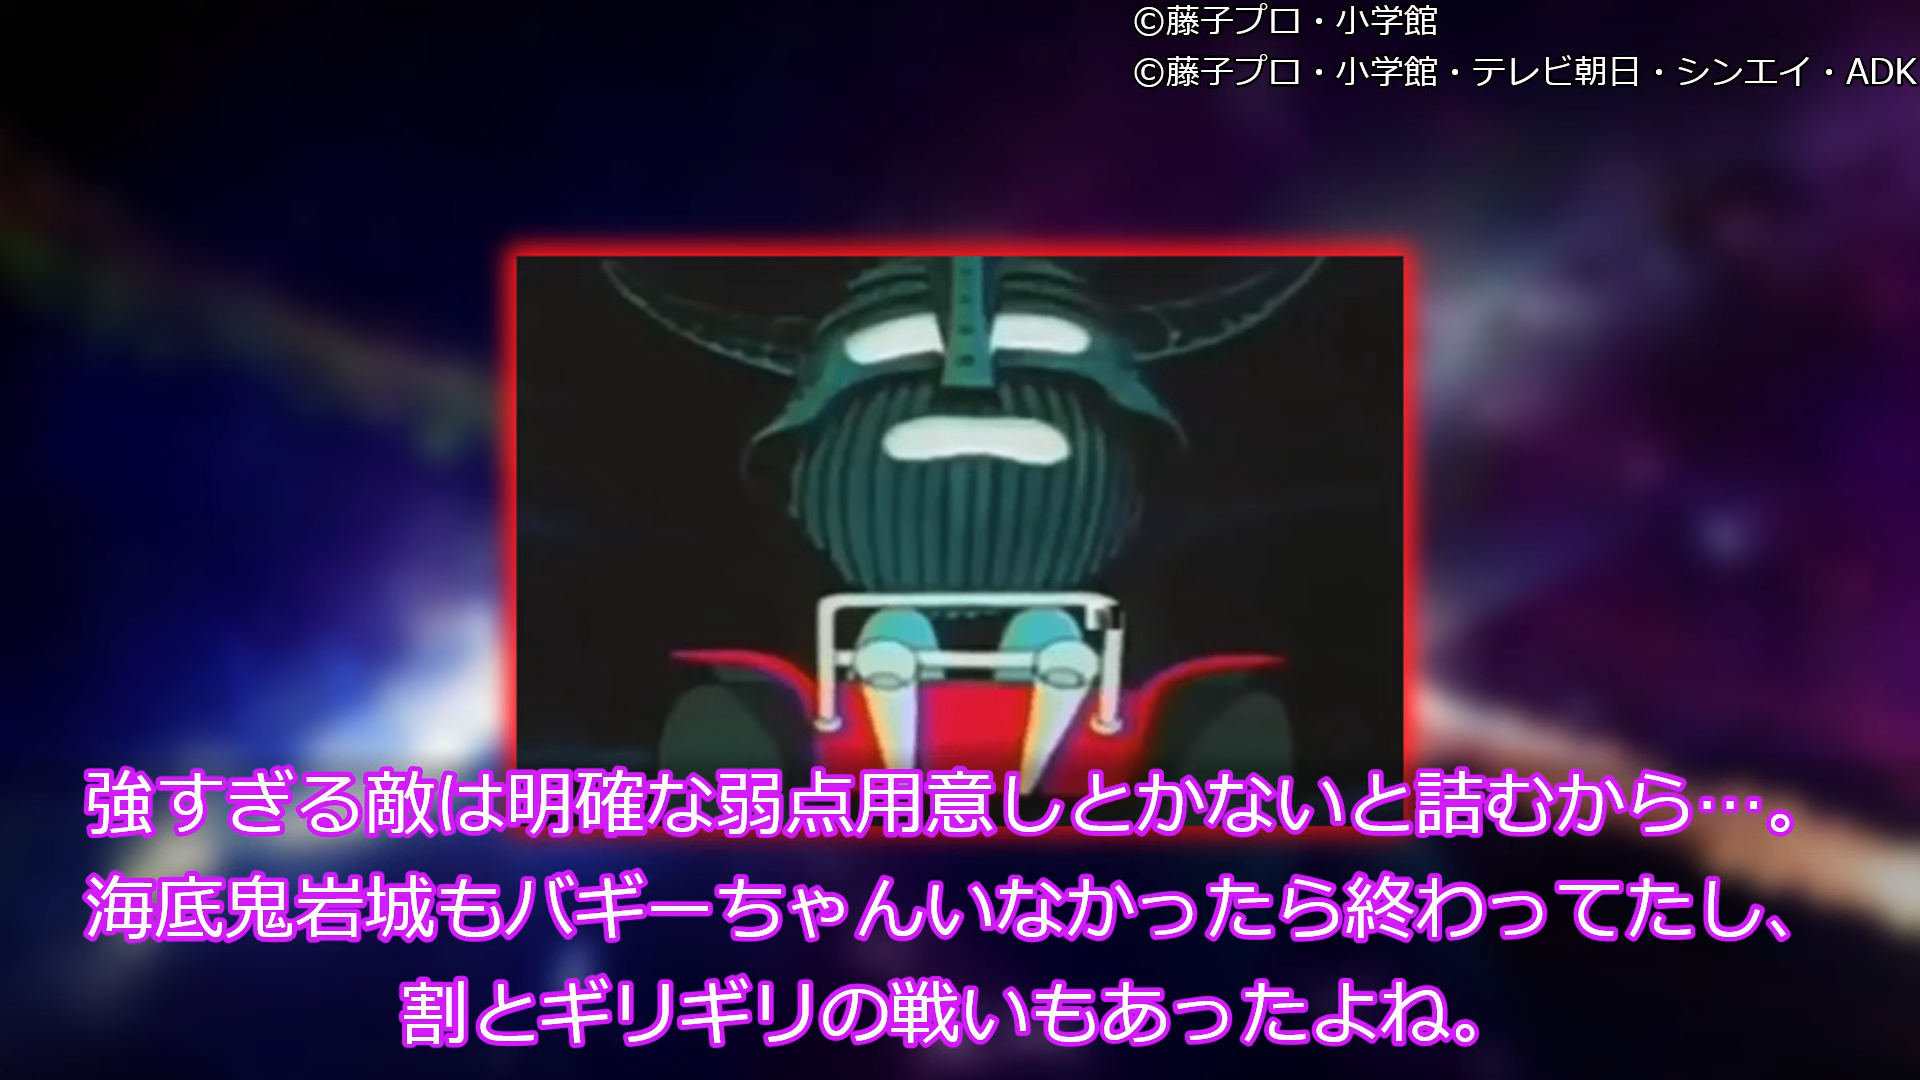 ©藤子プロ・小学館
©藤子プロ・小学館・テレビ朝日・シンエイ・ADK
強すぎる敵は明確な弱点用意しとかないと詰むから…。
海底鬼岩城もバギーちゃんいなかったら終わってたし、
割とギリギリの戦いもあったよね。